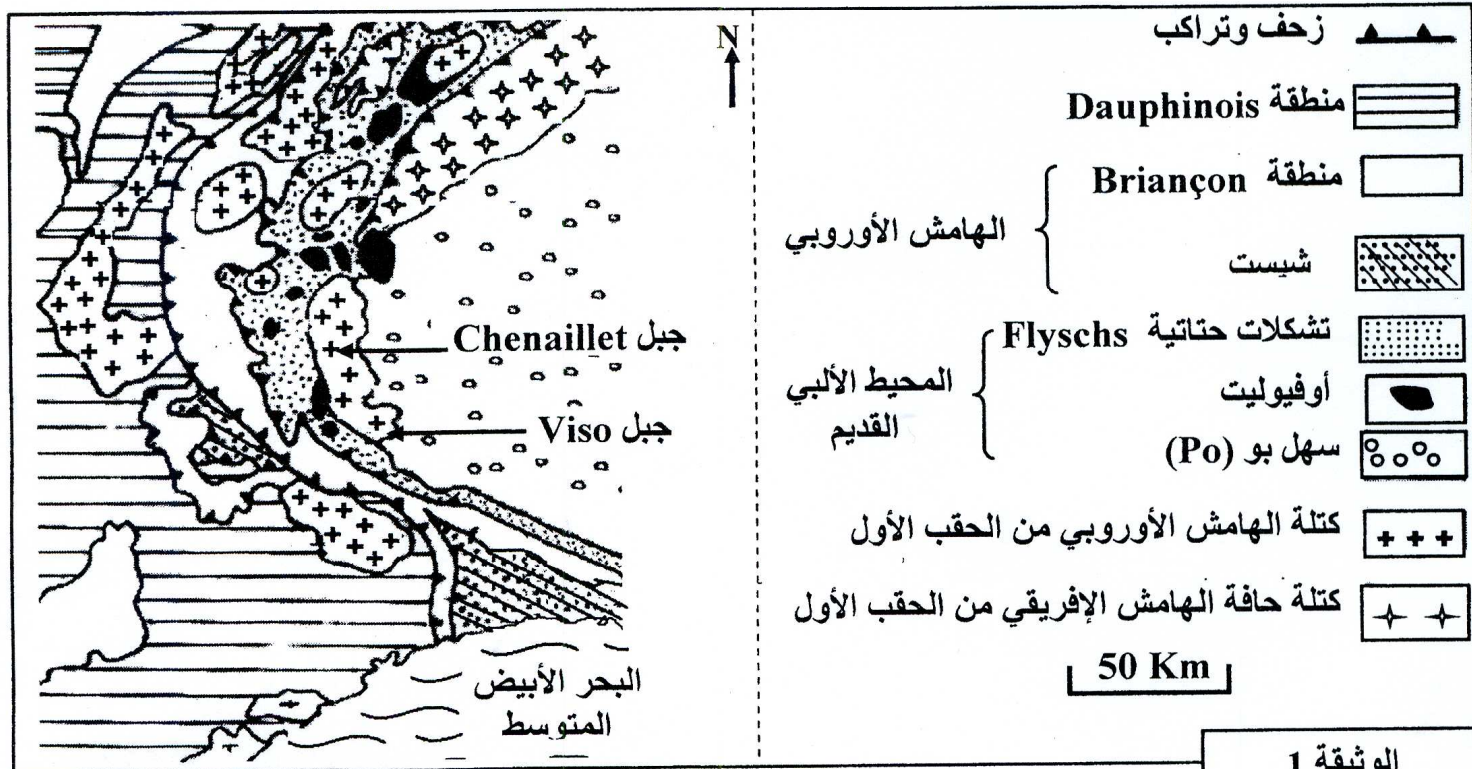 N
جبل Chenaillet
جبل Viso
البحر الأبيض
المتوسط
زحف وتراكب
منطقة Dauphinois
منطقة Briançon
الهامش الأوروبي
شيست
تشكلات حتاتية Flyschs
المحيط الألبي
القديم
أوفيوليت
سهل بو (Po)
كتلة الهامش الأوروبي من الحقب الأول
كتلة حافة الهامش الإفريقي من الحقب الأول
50 Km
الوثيقة 1